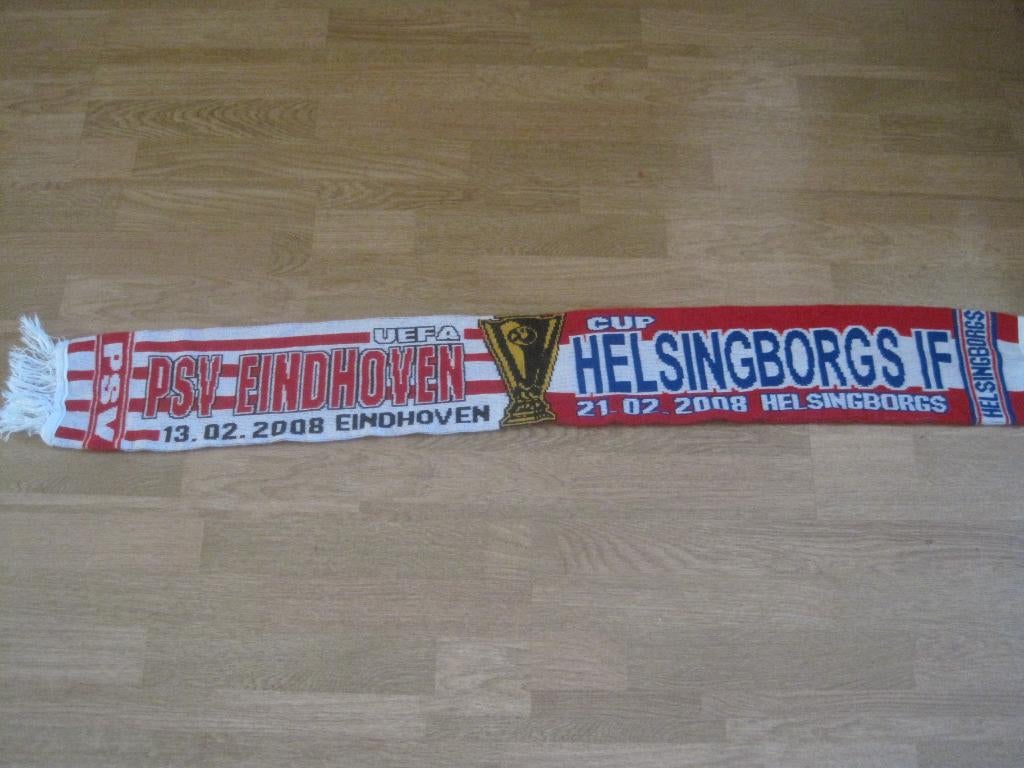 PSV
UEFA
PSV EINDHOVEN
13.02.2008 EINDHOVEN
CUP
HELSINGBORGS IF
21-02.2008 HELSINGBORGS
HELSINGBORGS